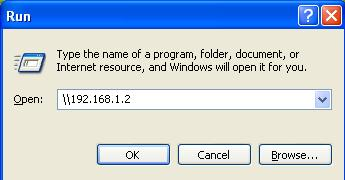 Run
Type the name of a program, folder, document, or
Internet resource, and Windows will open it for you.
Open: \\192.168.1.2
OK Cancel Browse...